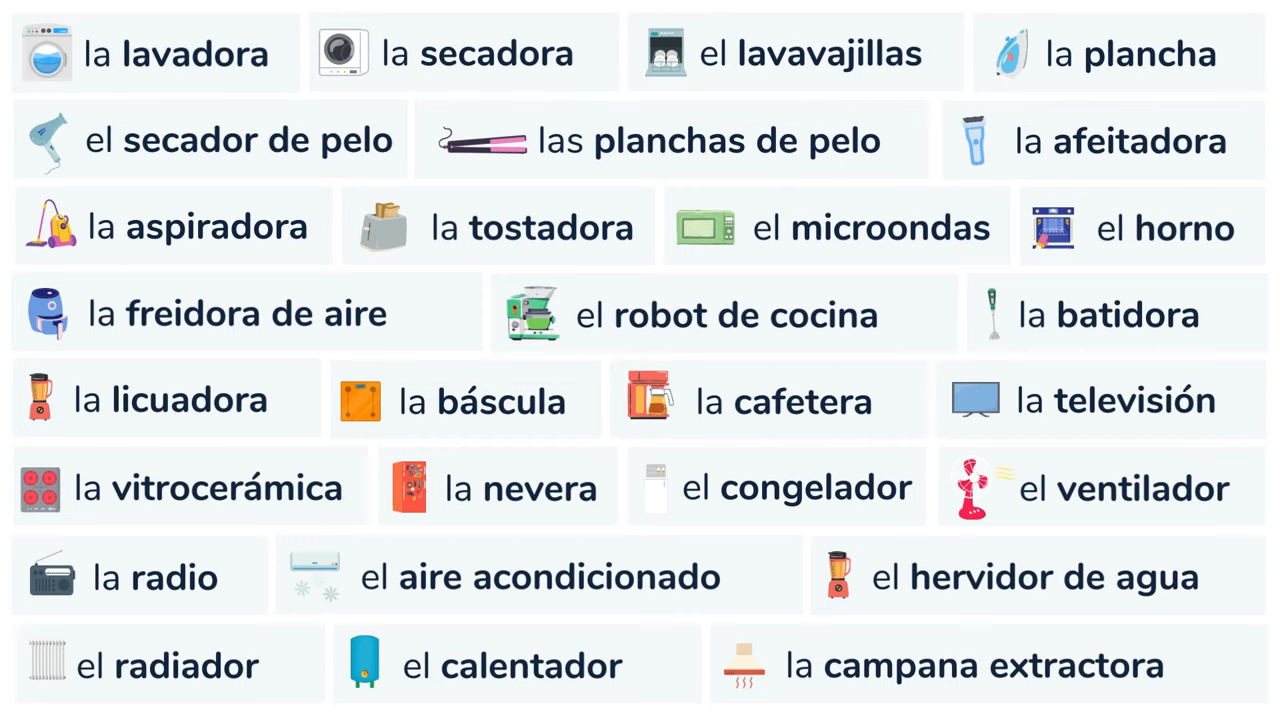 la lavadora
la secadora
el lavavajillas
la plancha
el secador de pelo
las planchas de pelo
la afeitadora
la aspiradora
la tostadora
el microondas
el horno
la freidora de aire
el robot de cocina
la batidora
la licuadora
la báscula
la cafetera
la televisión
la vitrocerámica
la nevera
el congelador
el ventilador
la radio
el aire acondicionado
el hervidor de agua
el radiador
el calentador
la campana extractora